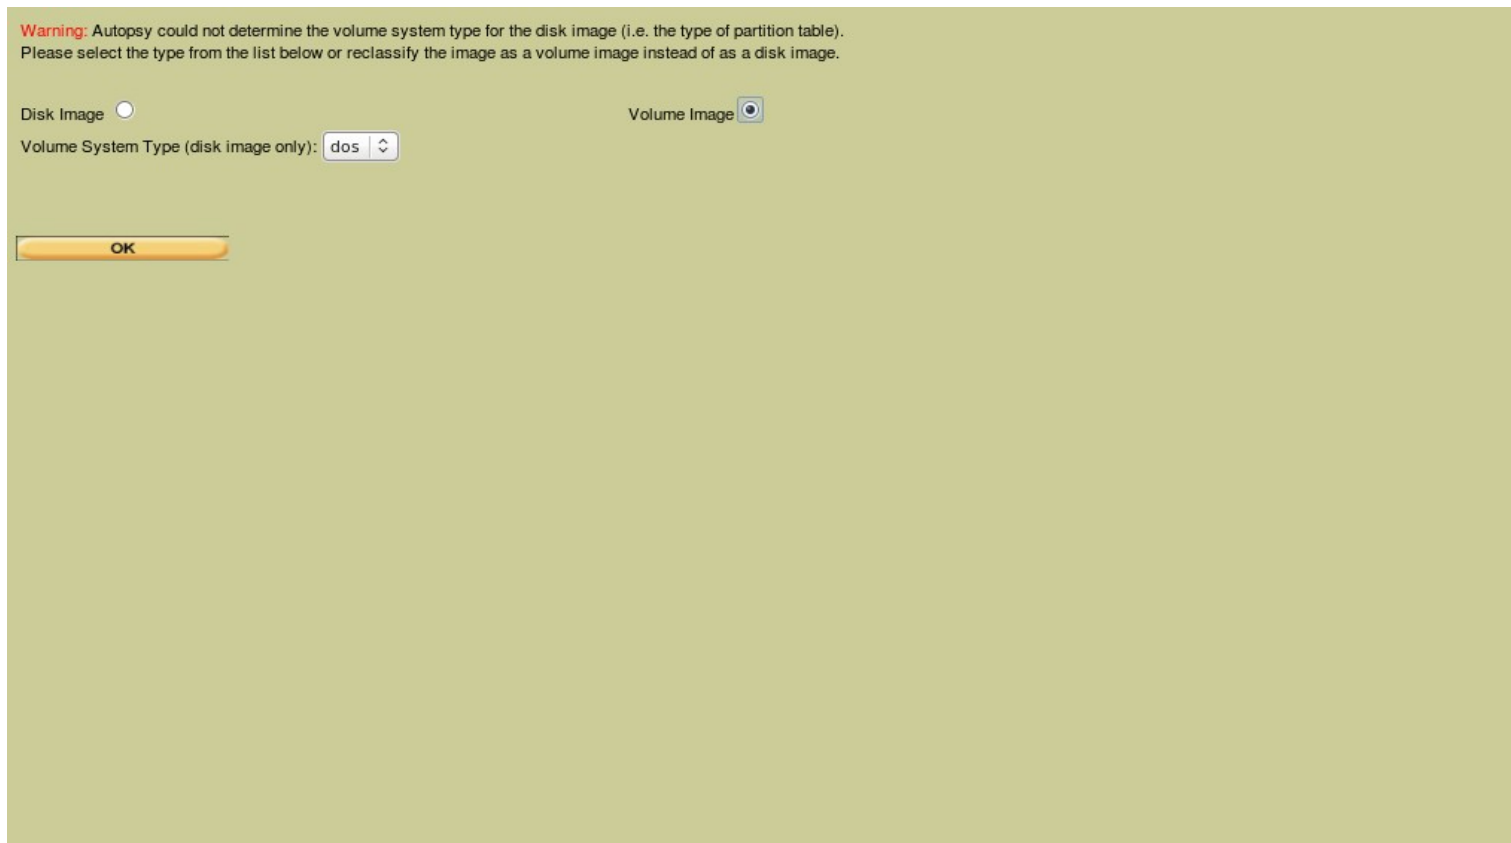 Warning: Autopsy could not determine the volume system type for the disk image (i.e. the type of partition table).
Please select the type from the list below or reclassify the image as a volume image instead of as a disk image.
Disk Image Volume Image
Volume System Type (disk image only): dos
OK